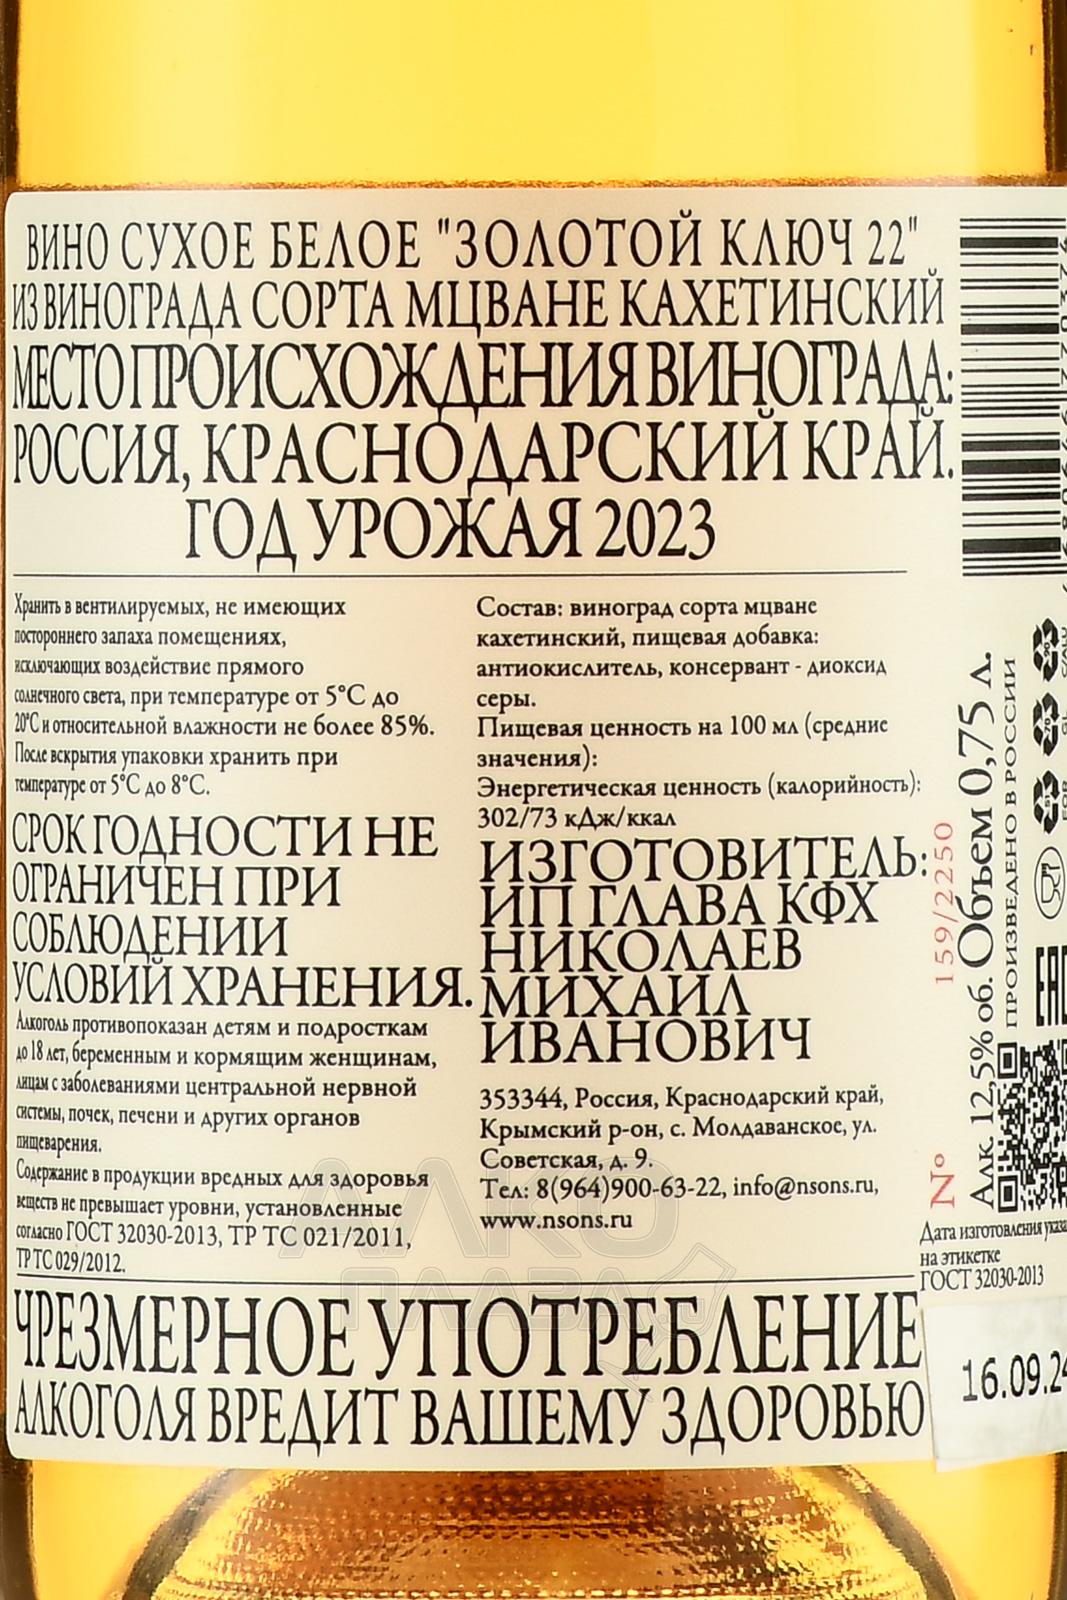 ВИНО СУХОЕ БЕЛОЕ "ЗОЛОТОЙ КЛЮЧ 22"
ИЗ ВИНОГРАДА СОРТА МЦВАНЕ КАХЕТИНСКИЙ
МЕСТО ПРОИСХОЖДЕНИЯ ВИНОГРАДА:
РОССИЯ, КРАСНОДАРСКИЙ КРАЙ.
ГОД УРОЖАЯ 2023
Хранить в вентилируемых, не имеющих
постороннего запаха помещениях,
исключающих воздействие прямого
солнечного света, при температуре от 5°C до
20°C и относительной влажности не более 85%.
После вскрытия упаковки хранить при
температуре от 5°C до 8°C.
СРОК ГОДНОСТИ НЕ
ОГРАНИЧЕН ПРИ
СОБЛЮДЕНИИ
УСЛОВИЙ ХРАНЕНИЯ.
Алкоголь противопоказан детям и подросткам
до 18 лет, беременным и кормящим женщинам,
лицам с заболеваниями центральной нервной
системы, почек, печени и других органов
пищеварения.
Содержание в продукции вредных для здоровья
веществ не превышает уровни, установленные
согласно ГОСТ 32030-2013, ТР ТС 021/2011,
ТР ТС 029/2012.
Состав: виноград сорта мцване
кахетинский, пищевая добавка:
антиокислитель, консервант - диоксид
серы.
Пищевая ценность на 100 мл (средние
значения):
Энергетическая ценность (калорийность):
302/73 кДж/ккал
ИЗГОТОВИТЕЛЬ:
ИП ГЛАВА КФХ
НИКОЛАЕВ
МИХАИЛ
ИВАНОВИЧ
353344, Россия, Краснодарский край,
Крымский р-он, с. Молдаванское, ул.
Советская, д. 9.
Тел: 8(964)900-63-22, info@nsons.ru,
www.nsons.ru
№ 159/2250
Алк. 12,5% об. Объем 0,75 л.
ПРОИЗВЕДЕНО В РОССИИ
EAC
Дата изготовления
на этикетке
ГОСТ 32030-2013
16.09.24
ЧРЕЗМЕРНОЕ УПОТРЕБЛЕНИЕ
АЛКОГОЛЯ ВРЕДИТ ВАШЕМУ ЗДОРОВЬЮ
АЛКО
ПЛАЗА